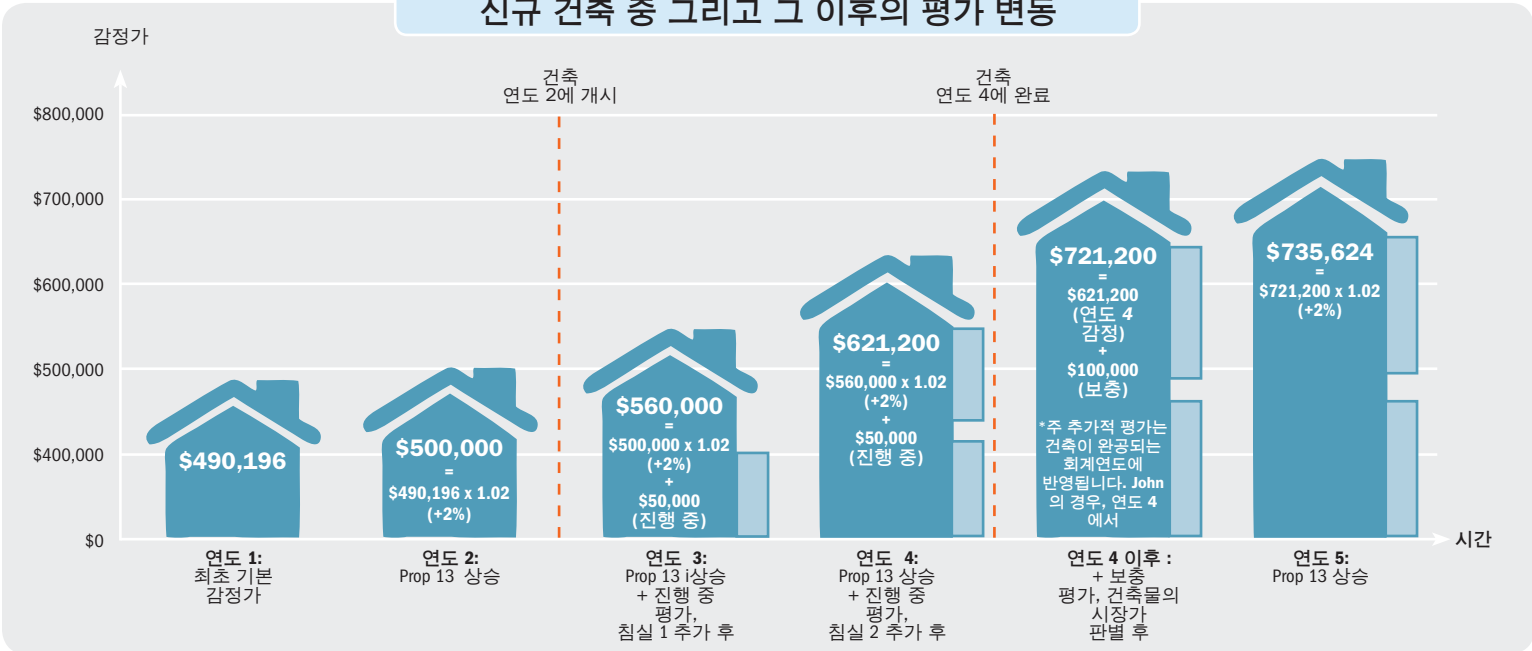 신규 건축 중 그리고 그 이후의 평가 변동
감정가
건축
연도 2에 개시
건축
연도 4에 완료
$800,000
$700,000
$600,000
$500,000
$400,000
$0
$490,196
$500,000
=
$490,196 x 1.02
(+2%)
$560,000
=
$500,000 x 1.02
(+2%)
+
$50,000
(진행 중)
$621,200
=
$560,000 x 1.02
(+2%)
+
$50,000
(진행 중)
$721,200
=
$621,200
(연도 4
감정)
+
$100,000
(보충)
*주 추가적 평가는
건축이 완공되는
회계연도에
반영됩니다. John
의 경우, 연도 4
에서
$735,624
=
$721,200 x 1.02
(+2%)
시간
연도 1:
최초 기본
감정가
연도 2:
Prop 13 상승
연도 3:
Prop 13 i상승
+ 진행 중
평가,
침실 1 추가 후
연도 4:
Prop 13 상승
+ 진행 중
평가,
침실 2 추가 후
연도 4 이후 :
+ 보충
평가, 건축물의
시장가
판별 후
연도 5:
Prop 13 상승